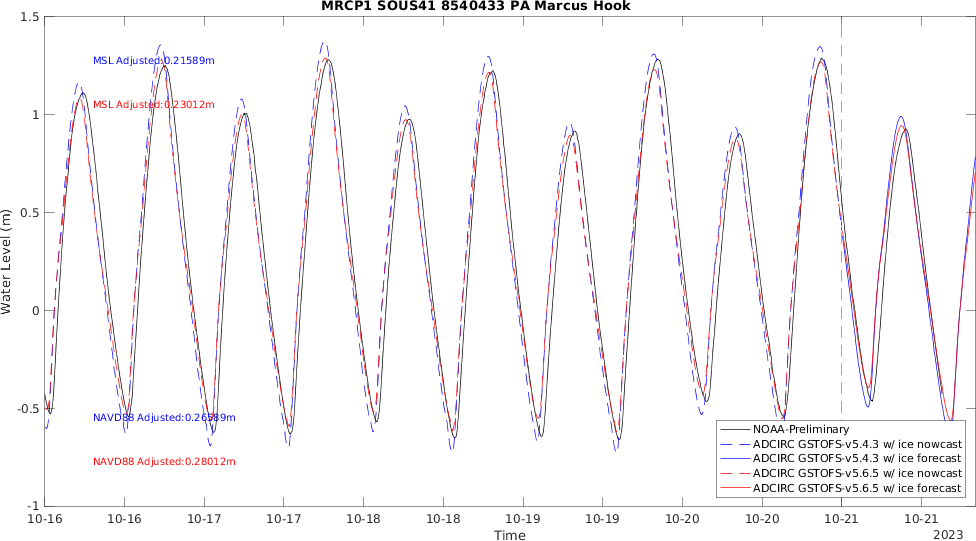 MRCP1 SOUS41 8540433 PA Marcus Hook
1.5
1
0.5
0
-0.5
-1
Water Level (m)
MSL Adjusted:0.21589m
MSL Adjusted:0.23012m
NAVD88 Adjusted:0.26589m
NAVD88 Adjusted:0.28012m
NOAA-Preliminary
ADCIRC GSTOFS-v5.4.3 w/ ice nowcast
ADCIRC GSTOFS-v5.4.3 w/ ice forecast
ADCIRC GSTOFS-v5.6.5 w/ ice nowcast
ADCIRC GSTOFS-v5.6.5 w/ ice forecast
10-16 10-16 10-17 10-17 10-18 10-18 10-19 10-19 10-20 10-20 10-21 10-21
Time
2023